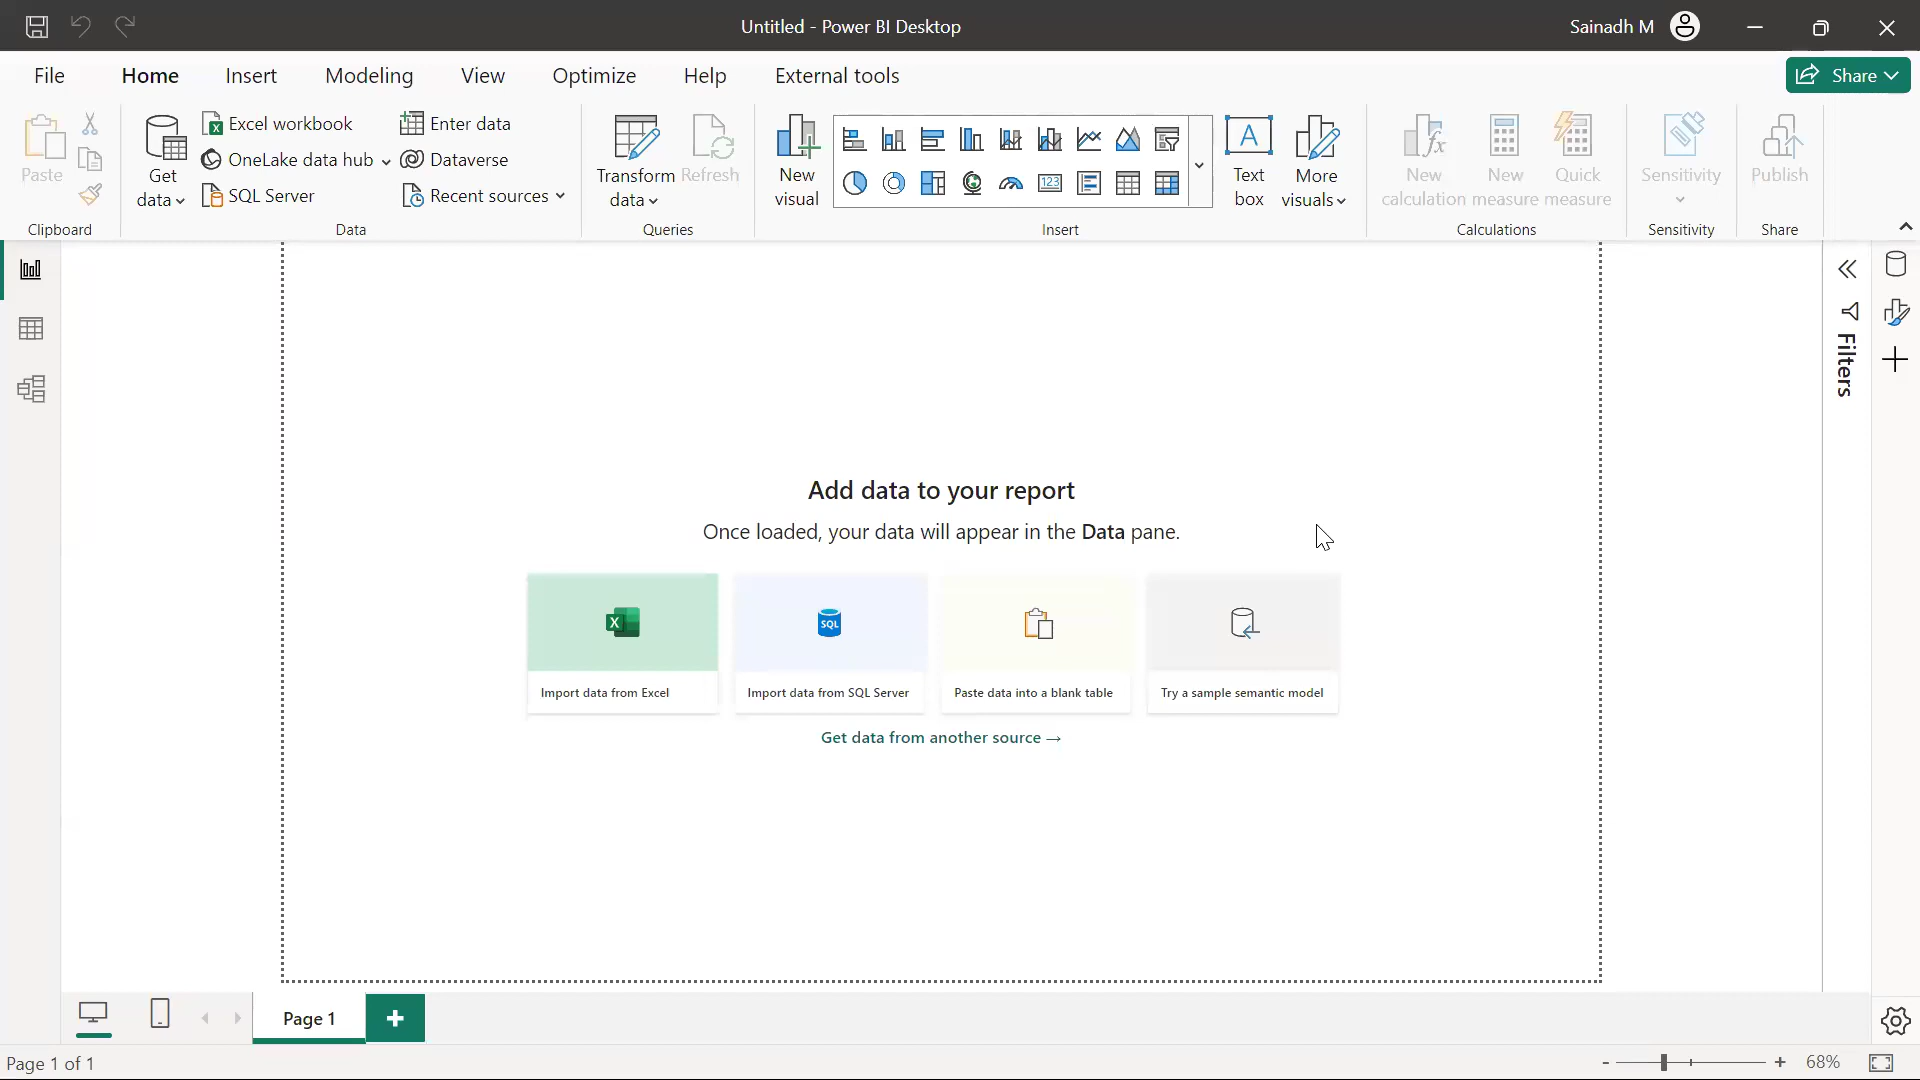 Untitled - Power BI Desktop
Sainadh M
File
Home
Insert
Modeling
View
Optimize
Help
External tools
Share
Paste
Clipboard
Get
data
Excel workbook
OneLake data hub
SQL Server
Enter data
Dataverse
Recent sources
Data
Transform
data
Refresh
Queries
New
visual
123
Insert
A
Text
box
More
visuals
New
calculation
New
measure
Quick
measure
Calculations
Sensitivity
Sensitivity
Publish
Share
Filters
Add data to your report
Once loaded, your data will appear in the Data pane.
X
SQL
Import data from Excel
Import data from SQL Server
Paste data into a blank table
Try a sample semantic model
Get data from another source →
Page 1
Page 1 of 1
- + 68%